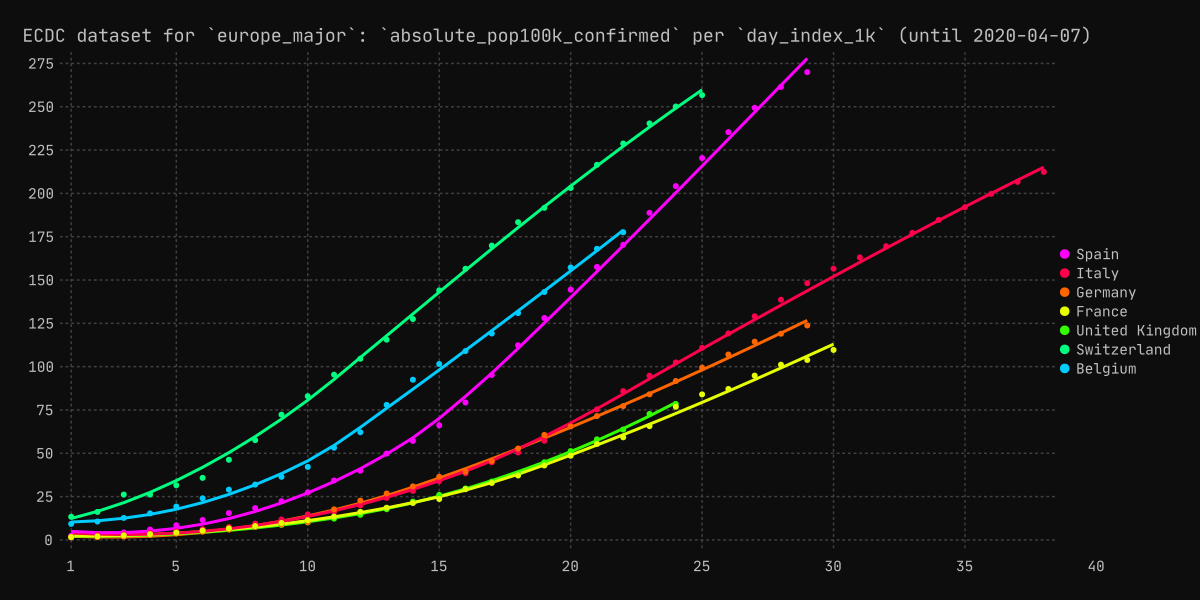 ECDC dataset for `europe_major`: `absolute_pop100k_confirmed` per `day_index_1k` (until 2020-04-07)
275
250
225
200
175
150
125
100
75
50
25
0
1 5 10 15 20 25 30 35 40
Spain
Italy
Germany
France
United Kingdom
Switzerland
Belgium